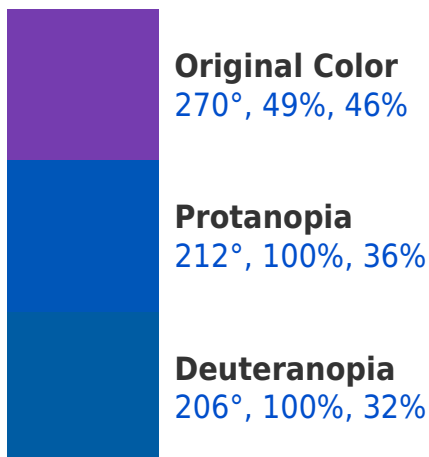 Original Color
270°, 49%, 46%
Protanopia
212°, 100%, 36%
Deuteranopia
206°, 100%, 32%